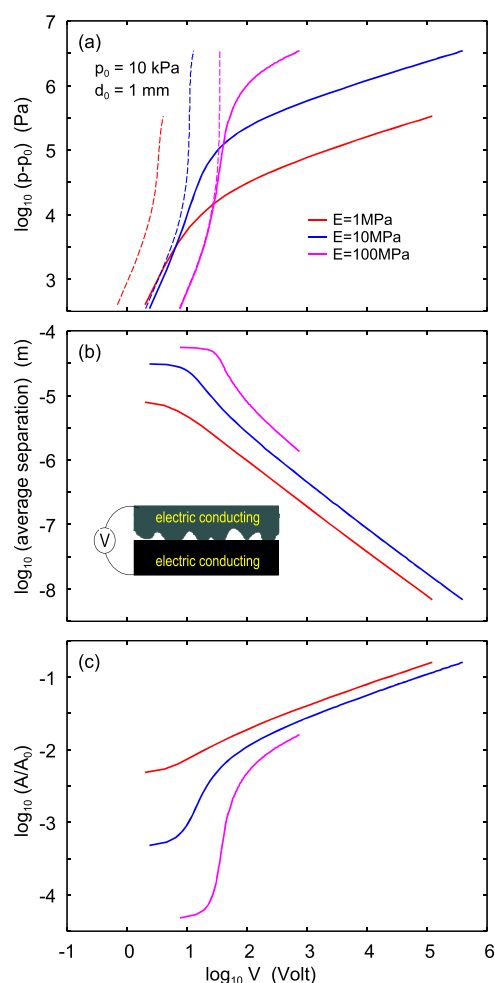 (a)
p₀ = 10 kPa
d₀ = 1 mm
log₁₀ (p-p₀) (Pa)
7
6
5
4
3
E=1MPa
E=10MPa
E=100MPa
(b)
log₁₀ (average separation) (m)
-4
-5
-6
-7
-8
electric conducting
V
electric conducting
(c)
log₁₀ (A/A₀)
-1
-2
-3
-4
-1 0 1 2 3 4 5 6
log₁₀ V (Volt)